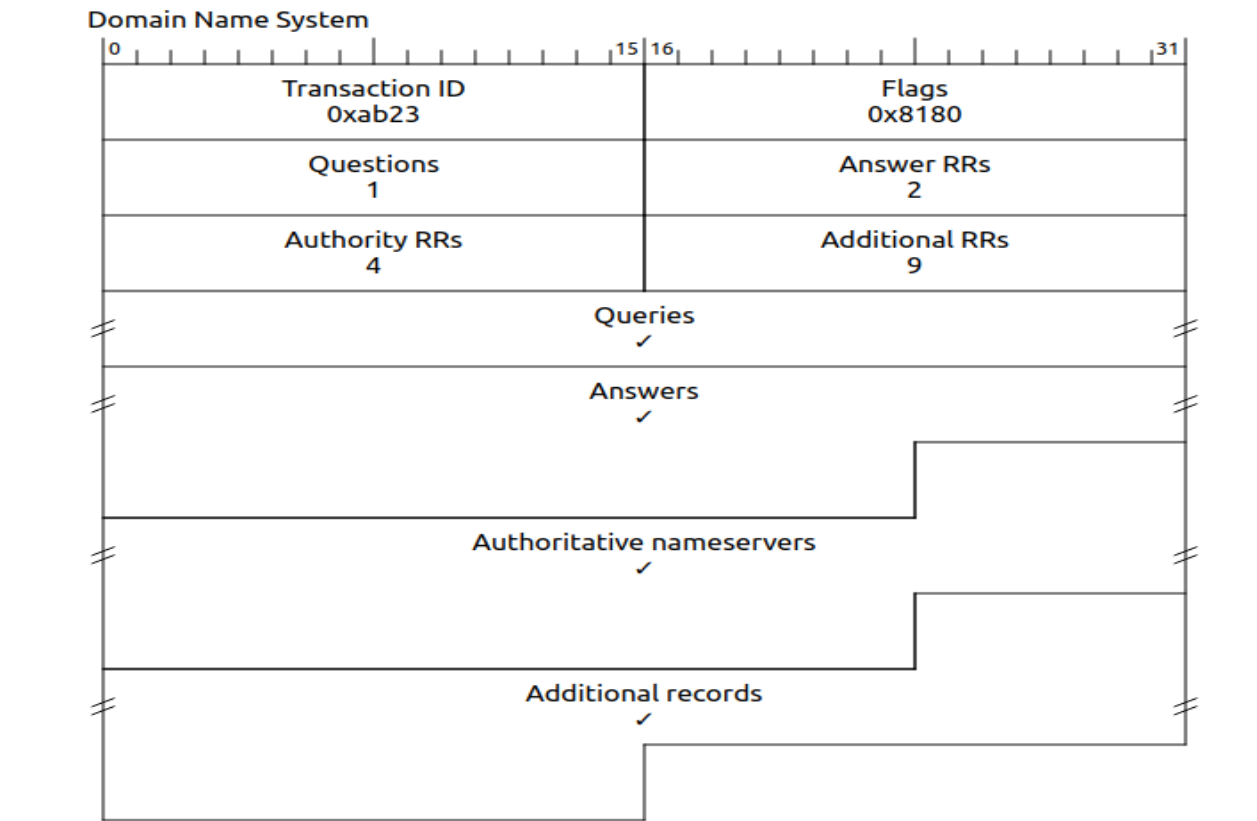 Domain Name System
0 15 16 31
Transaction ID
0xab23
Flags
0x8180
Questions
1
Answer RRs
2
Authority RRs
4
Additional RRs
9
Queries
✓
Answers
✓
Authoritative nameservers
✓
Additional records
✓